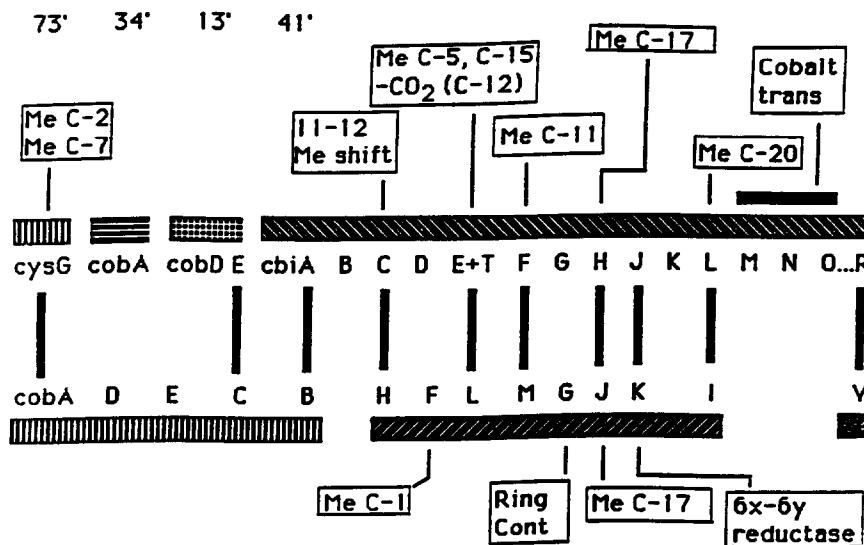 73' 34' 13' 41'
Me C-17
Me C-5, C-15
-CO2 (C-12)
Cobalt
trans
Me C-2
Me C-7
11-12
Me shift
Me C-11
Me C-20
cysG cobA cobD E cbiA B C D E+T F G H J K L M N O...R
cobA D E C B H F L M G J K I V
Me C-1
Ring
Cont
Me C-17
6x-6y
reductase